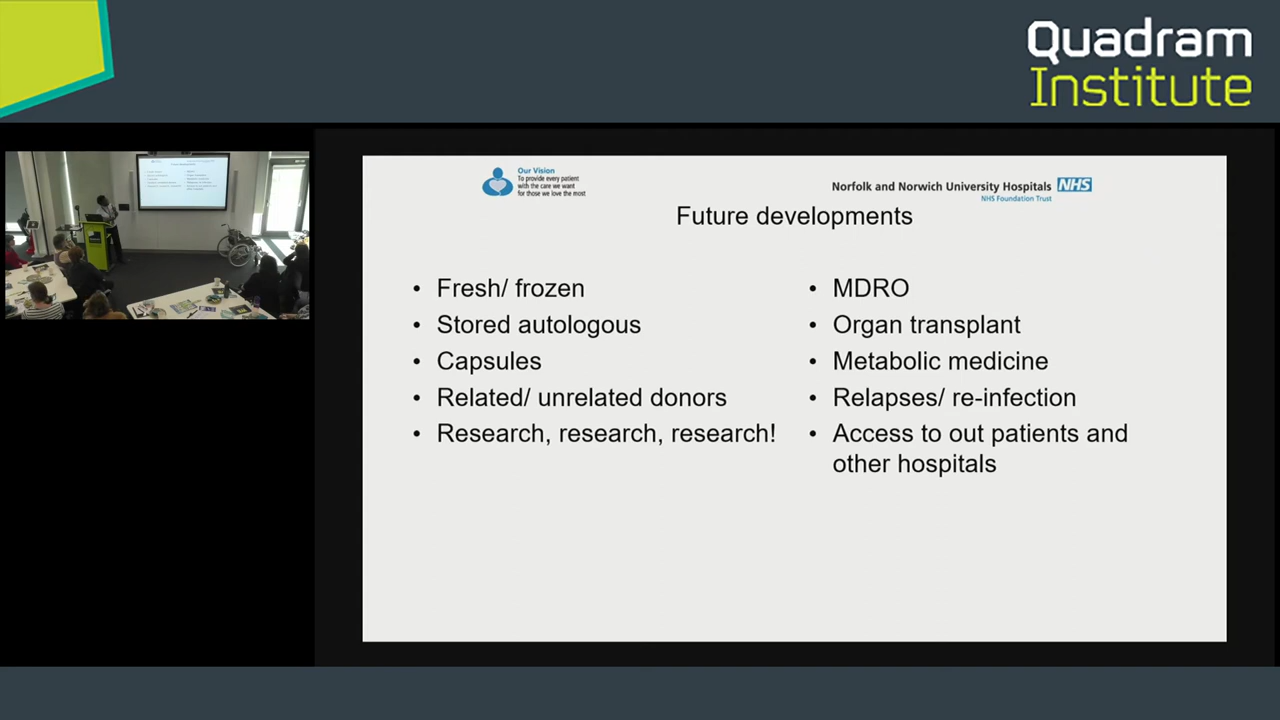 Quadram
Institute
Our Vision
To provide every patient
with the care we want
for those we love the most
Norfolk and Norwich University Hospitals NHS
NHS Foundation Trust
Future developments
• Fresh/ frozen
• Stored autologous
• Capsules
• Related/ unrelated donors
• Research, research, research!
• MDRO
• Organ transplant
• Metabolic medicine
• Relapses/ re-infection
• Access to out patients and
other hospitals